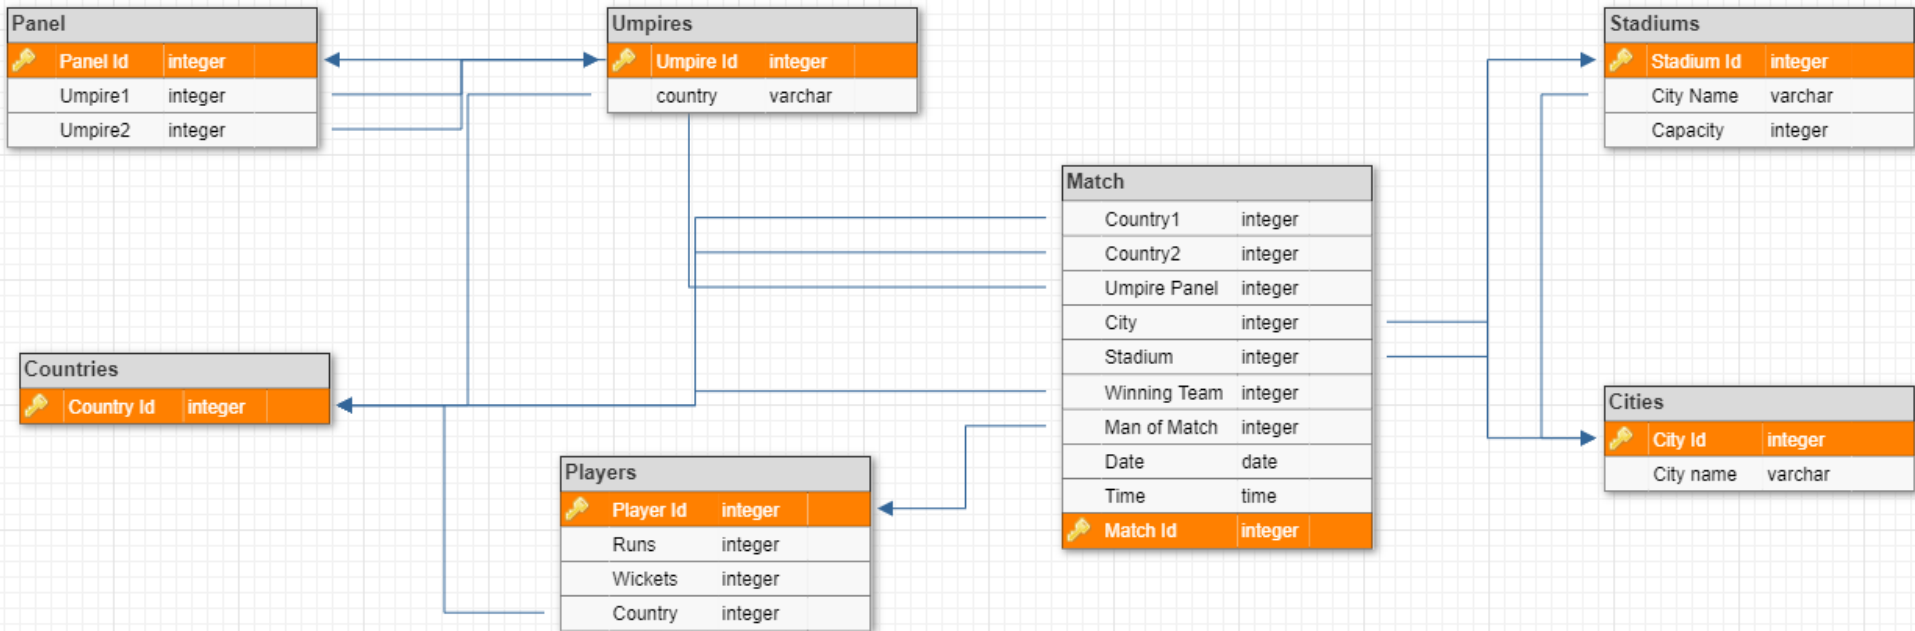 Panel
Panel Id integer
Umpire1 integer
Umpire2 integer
Umpires
Umpire Id integer
country varchar
Stadiums
Stadium Id integer
City Name varchar
Capacity integer
Match
Country1 integer
Country2 integer
Umpire Panel integer
City integer
Stadium integer
Winning Team integer
Man of Match integer
Date date
Time time
Match Id integer
Countries
Country Id integer
Players
Player Id integer
Runs integer
Wickets integer
Country integer
Cities
City Id integer
City name varchar